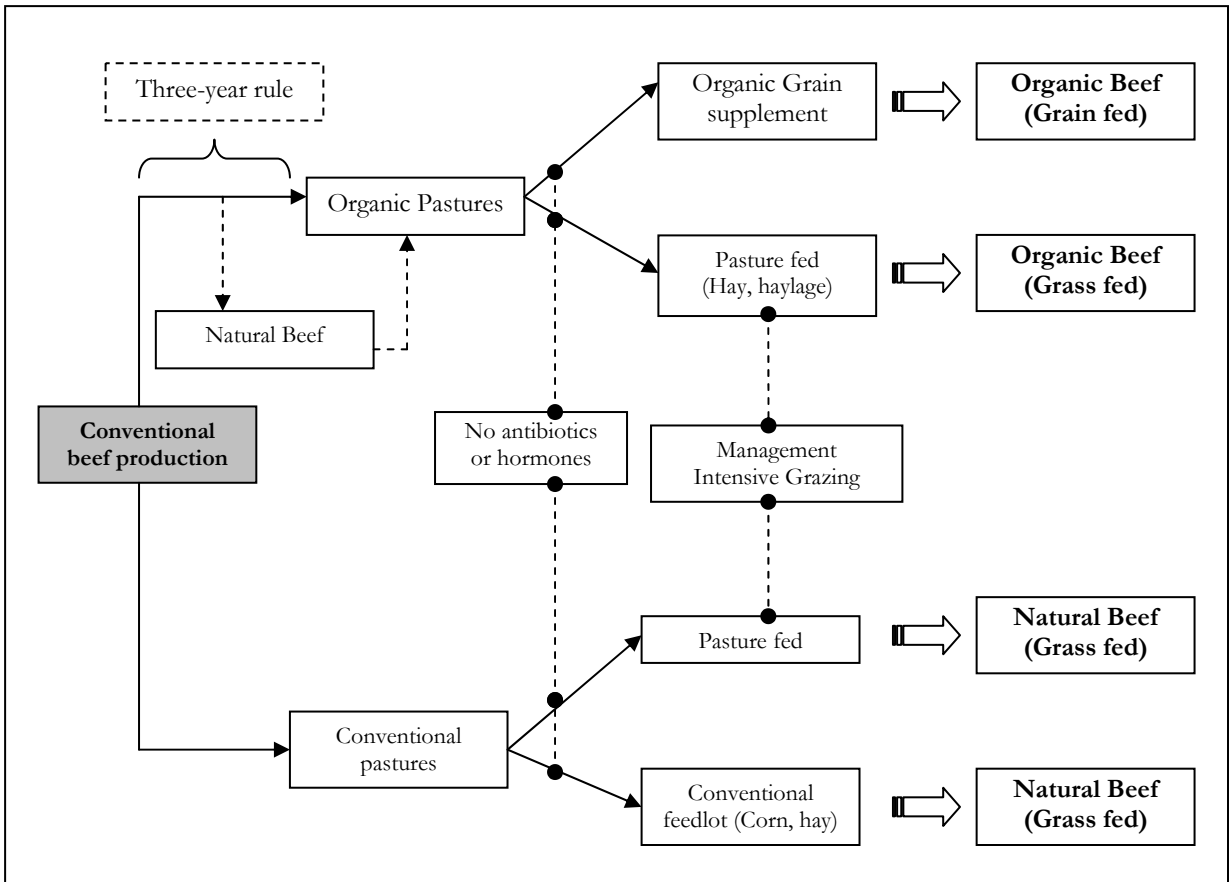 Three-year rule
Organic Grain
supplement
Organic Beef
(Grain fed)
Organic Pastures
Pasture fed
(Hay, haylage)
Organic Beef
(Grass fed)
Natural Beef
Conventional
beef production
No antibiotics
or hormones
Management
Intensive Grazing
Pasture fed
Natural Beef
(Grass fed)
Conventional
pastures
Conventional
feedlot (Corn, hay)
Natural Beef
(Grass fed)